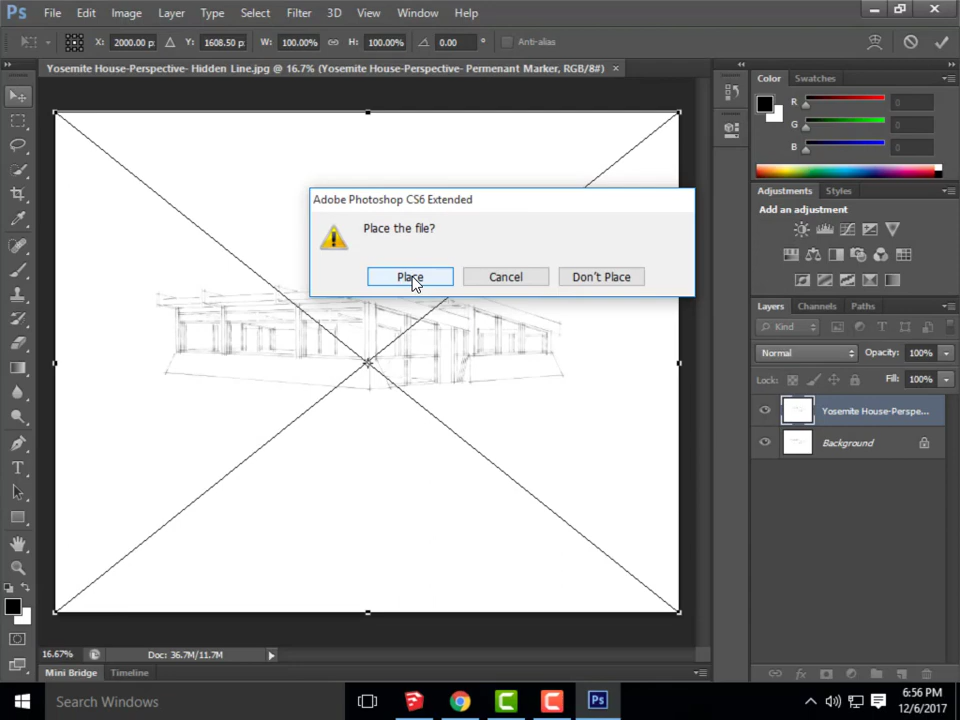 Ps File Edit Image Layer Type Select Filter 3D View Window Help
X: 2000.00 p: Y: 1608.50 p: W: 100.00% H: 100.00% 0.00 ° Anti-alias
Yosemite House-Perspective- Hidden Line.jpg @ 16.7% (Yosemite House-Perspective- Permenant Marker, RGB/8#) ×
Color Swatches
R 0
G 0
B 0
Adjustments Styles
Add an adjustment
Adobe Photoshop CS6 Extended
Place the file?
Place Cancel Don't Place
Layers Channels Paths
Kind
Normal Opacity: 100%
Lock: Fill: 100%
Yosemite House-Perspe...
Background
16.67% Doc: 36.7M/11.7M
Mini Bridge Timeline
Search Windows
Ps
6:56 PM
12/6/2017